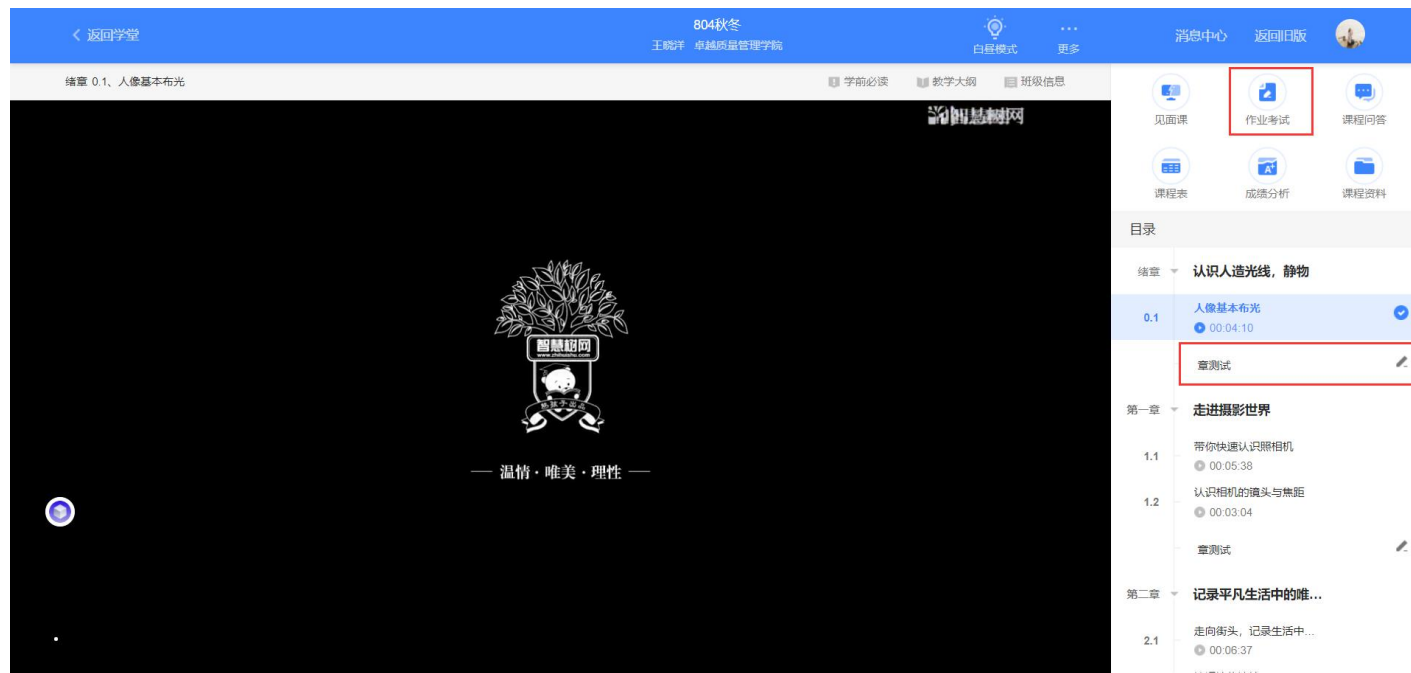 返回学堂
804秋冬
王晓洋 卓越质量管理学院
白昼模式
更多
消息中心
返回旧版
绪章 0.1、人像基本布光
学前必读
教学大纲
班级信息
智慧树网
见面课
作业考试
课程问答
课程表
成绩分析
课程资料
目录
绪章 认识人造光线，静物
0.1 人像基本布光
00:04:10
章测试
第一章 走进摄影世界
1.1 带你快速认识照相机
00:05:38
1.2 认识相机的镜头与焦距
00:03:04
章测试
第二章 记录平凡生活中的唯...
2.1 走向街头，记录生活中...
00:06:37
智慧树网
www.zhihuishu.com
熊孩子出品
— 温情·唯美·理性 —